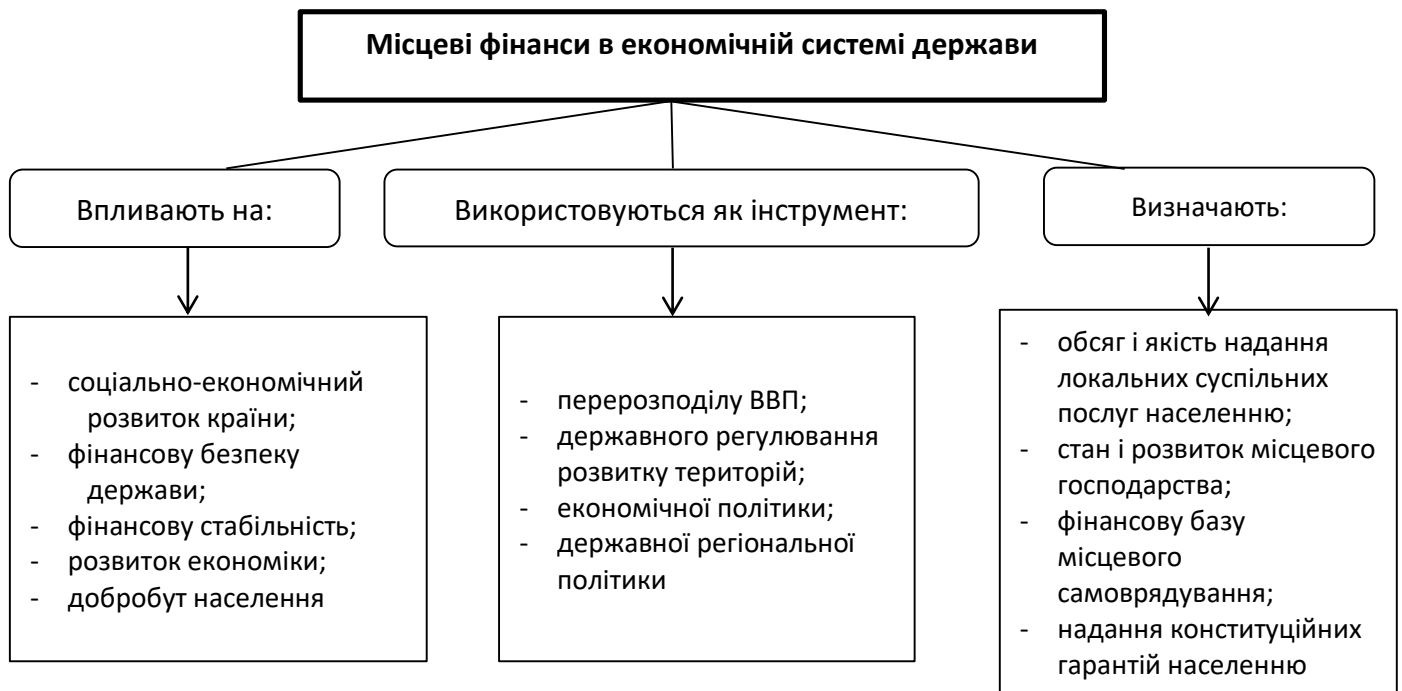 Місцеві фінанси в економічній системі держави
Впливають на:
Використовуються як інструмент:
Визначають:
- соціально-економічний
розвиток країни;
- фінансову безпеку
держави;
- фінансову стабільність;
- розвиток економіки;
- добробут населення
- перерозподілу ВВП;
- державного регулювання
розвитку територій;
- економічної політики;
- державної регіональної
політики
- обсяг і якість надання
локальних суспільних
послуг населенню;
- стан і розвиток місцевого
господарства;
- фінансову базу
місцевого
самоврядування;
- надання конституційних
гарантій населенню